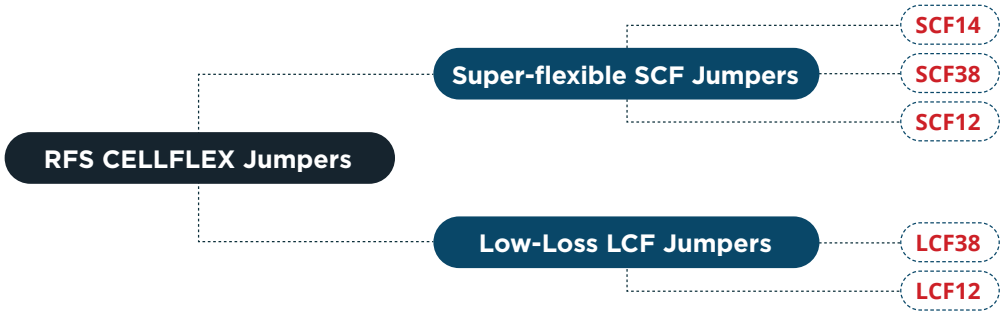 RFS CELLFLEX Jumpers
Super-flexible SCF Jumpers
SCF14
SCF38
SCF12
Low-Loss LCF Jumpers
LCF38
LCF12